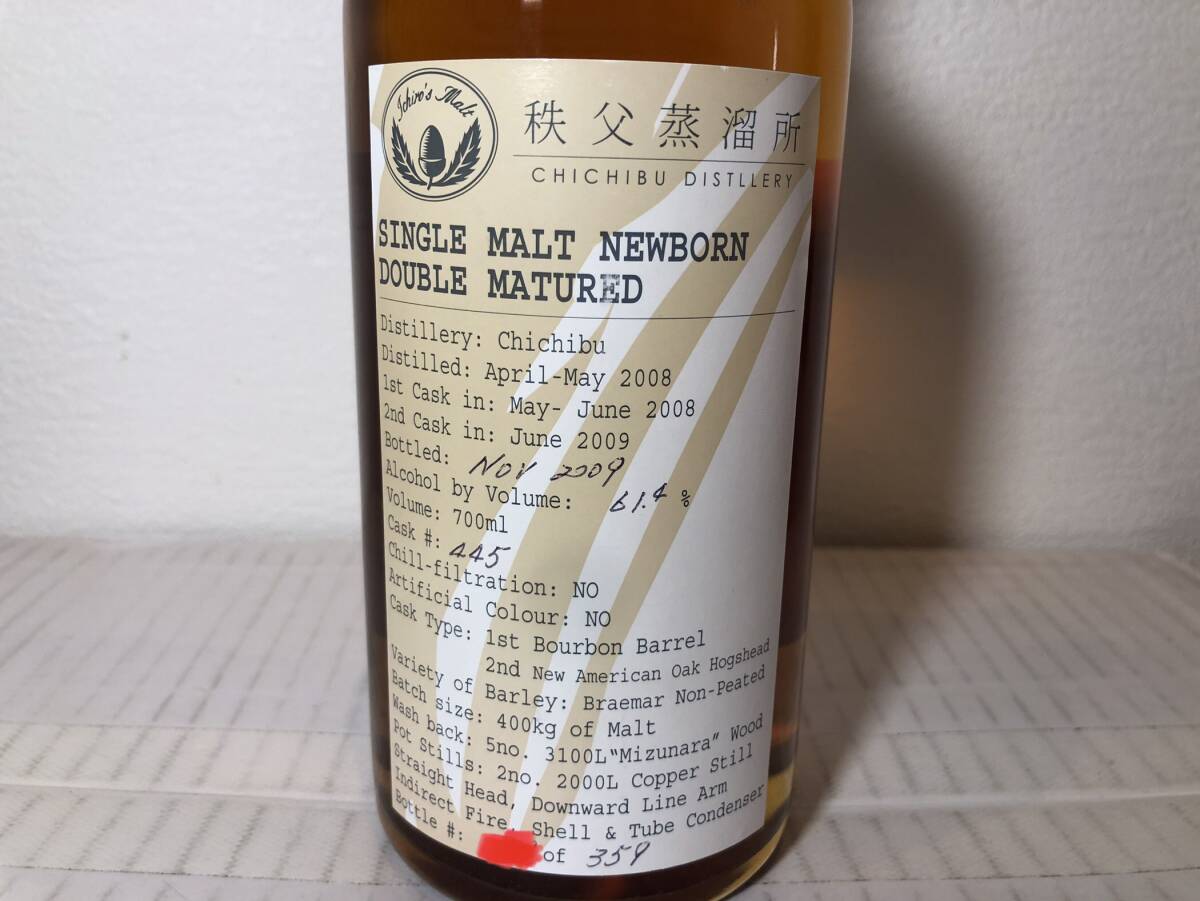 Ichiro's Malt
秩父蒸溜所
CHICHIBU DISTLLERY
SINGLE MALT NEWBORN
DOUBLE MATURED
Distillery: Chichibu
Distilled: April-May 2008
1st Cask in: May- June 2008
2nd Cask in: June 2009
Bottled: NOV 2009
Alcohol by Volume: 61.4 %
Volume: 700ml
Cask #: 445
Chill-filtration: NO
Artificial Colour: NO
Cask Type: 1st Bourbon Barrel
2nd New American Oak Hogshead
Variety of Barley: Braemar Non-Peated
Batch size: 400kg of Malt
Wash back: 5no. 3100L“Mizunara” Wood
Pot Stills: 2no. 2000L Copper Still
Straight Head, Downward Line Arm
Indirect Fire, Shell & Tube Condenser
Bottle #: of 359